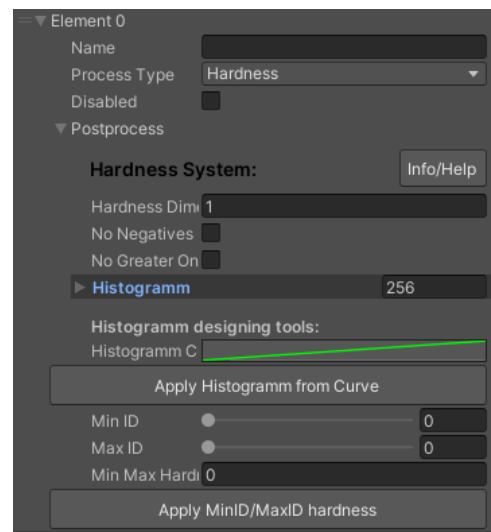 Element 0
Name
Process Type Hardness
Disabled
Postprocess
Hardness System: Info/Help
Hardness Dim 1
No Negatives
No Greater On
Histogramm 256
Histogramm designing tools:
Histogramm C
Apply Histogramm from Curve
Min ID 0
Max ID 0
Min Max Hard 0
Apply MinID/MaxID hardness